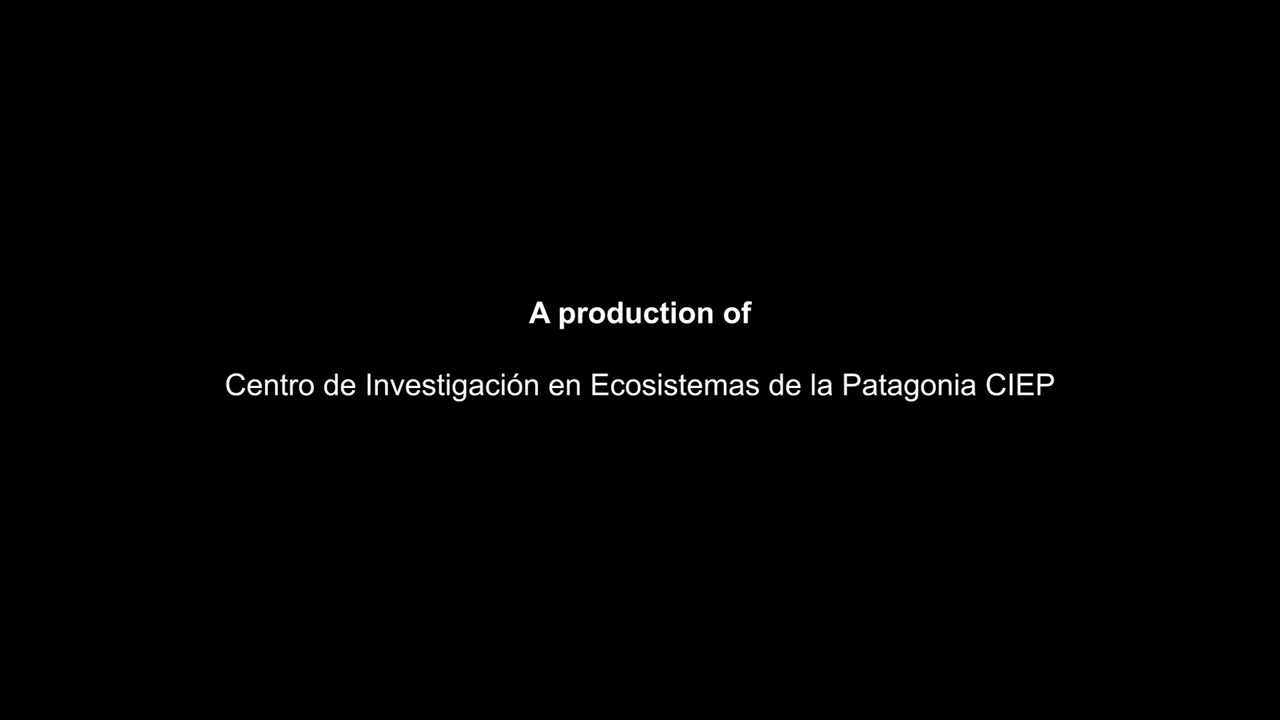 A production of
Centro de Investigación en Ecosistemas de la Patagonia CIEP